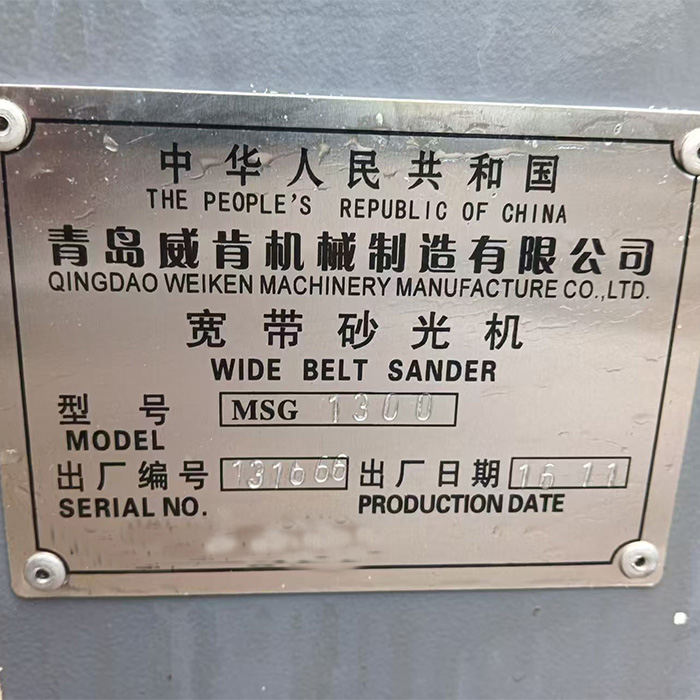 中华人民共和国
THE PEOPLE'S REPUBLIC OF CHINA
青岛威肯机械制造有限公司
QINGDAO WEIKEN MACHINERY MANUFACTURE CO.,LTD.
宽带砂光机
WIDE BELT SANDER
型号 MSG 1300
MODEL
出厂编号 131666 出厂日期 16 11
SERIAL NO. PRODUCTION DATE